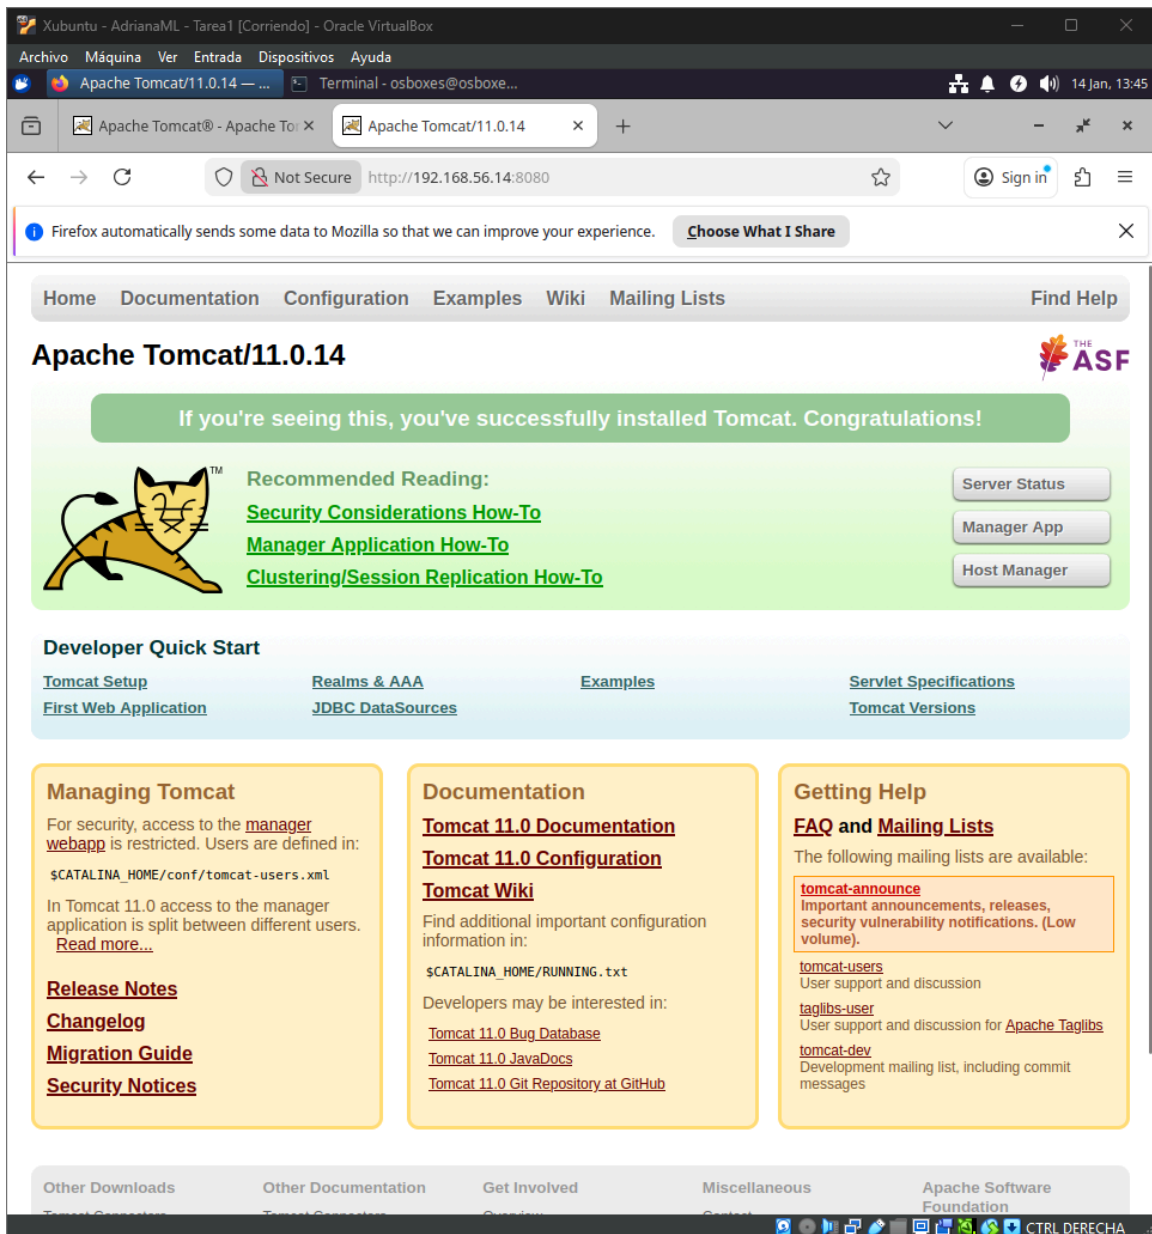 Xubuntu - AdrianaML - Tarea1 [Corriendo] - Oracle VirtualBox
Archivo Máquina Ver Entrada Dispositivos Ayuda
Apache Tomcat/11.0.14 — ... Terminal - osboxes@osboxe... 14 Jan, 13:45
Apache Tomcat® - Apache To Apache Tomcat/11.0.14
Not Secure http://192.168.56.14:8080 Sign in
Firefox automatically sends some data to Mozilla so that we can improve your experience. Choose What I Share
Home Documentation Configuration Examples Wiki Mailing Lists Find Help
Apache Tomcat/11.0.14
THE ASF
If you're seeing this, you've successfully installed Tomcat. Congratulations!
TM
Recommended Reading:
Security Considerations How-To
Manager Application How-To
Clustering/Session Replication How-To
Server Status
Manager App
Host Manager
Developer Quick Start
Tomcat Setup Realms & AAA Examples Servlet Specifications
First Web Application JDBC DataSources Tomcat Versions
Managing Tomcat
For security, access to the manager
webapp is restricted. Users are defined in:
$CATALINA_HOME/conf/tomcat-users.xml
In Tomcat 11.0 access to the manager
application is split between different users.
Read more...
Release Notes
Changelog
Migration Guide
Security Notices
Documentation
Tomcat 11.0 Documentation
Tomcat 11.0 Configuration
Tomcat Wiki
Find additional important configuration
information in:
$CATALINA_HOME/RUNNING.txt
Developers may be interested in:
Tomcat 11.0 Bug Database
Tomcat 11.0 JavaDocs
Tomcat 11.0 Git Repository at GitHub
Getting Help
FAQ and Mailing Lists
The following mailing lists are available:
tomcat-announce
Important announcements, releases,
security vulnerability notifications. (Low
volume).
tomcat-users
User support and discussion
taglibs-user
User support and discussion for Apache Taglibs
tomcat-dev
Development mailing list, including commit
messages
Other Downloads Other Documentation Get Involved Miscellaneous Apache Software
Foundation
Tomcat Connectors Tomcat Connectors Overview Contact
CTRL DERECHA